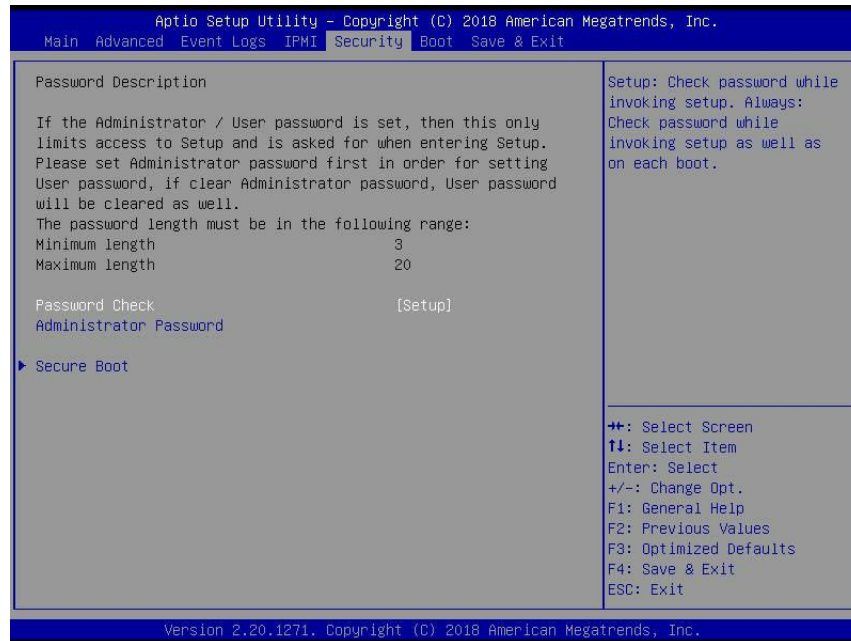 Aptio Setup Utility – Copyright (C) 2018 American Megatrends, Inc.
Main Advanced Event Logs IPMI Security Boot Save & Exit
Password Description
If the Administrator / User password is set, then this only
limits access to Setup and is asked for when entering Setup.
Please set Administrator password first in order for setting
User password, if clear Administrator password, User password
will be cleared as well.
The password length must be in the following range:
Minimum length 3
Maximum length 20
Password Check [Setup]
Administrator Password
Secure Boot
Setup: Check password while
invoking setup. Always:
Check password while
invoking setup as well as
on each boot.
→←: Select Screen
↑↓: Select Item
Enter: Select
+/-: Change Opt.
F1: General Help
F2: Previous Values
F3: Optimized Defaults
F4: Save & Exit
ESC: Exit
Version 2.20.1271. Copyright (C) 2018 American Megatrends, Inc.